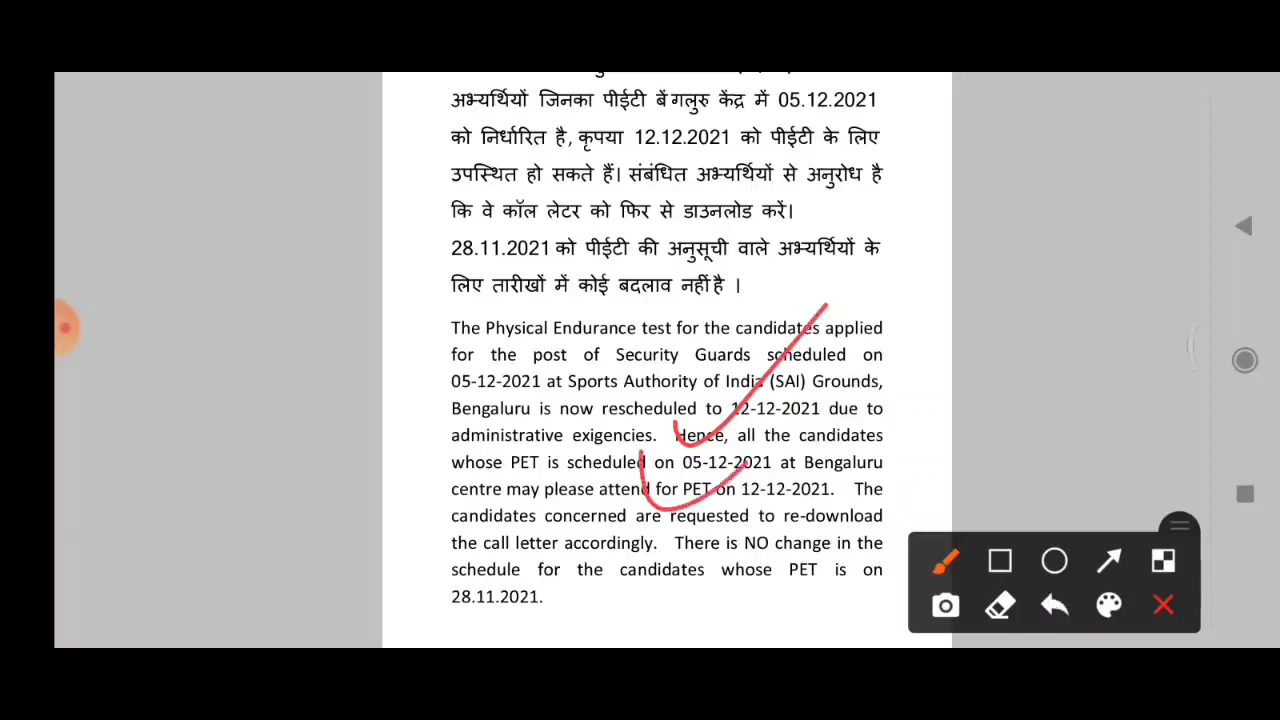 अभ्यर्थियों जिनका पीईटी बेंगलुरु केंद्र में 05.12.2021
को निर्धारित है, कृपया 12.12.2021 को पीईटी के लिए
उपस्थित हो सकते हैं। संबंधित अभ्यर्थियों से अनुरोध है
कि वे कॉल लेटर को फिर से डाउनलोड करें।
28.11.2021 को पीईटी की अनुसूची वाले अभ्यर्थियों के
लिए तारीखों में कोई बदलाव नहीं है ।
The Physical Endurance test for the candidates applied
for the post of Security Guards scheduled on
05-12-2021 at Sports Authority of India (SAI) Grounds,
Bengaluru is now rescheduled to 12-12-2021 due to
administrative exigencies. Hence, all the candidates
whose PET is scheduled on 05-12-2021 at Bengaluru
centre may please attend for PET on 12-12-2021. The
candidates concerned are requested to re-download
the call letter accordingly. There is NO change in the
schedule for the candidates whose PET is on
28.11.2021.